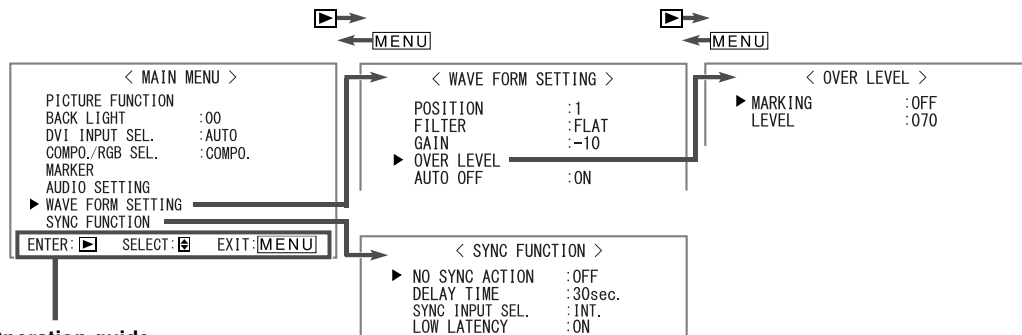 MENU
MENU
< MAIN MENU >
PICTURE FUNCTION
BACK LIGHT :00
DVI INPUT SEL. :AUTO
COMPO./RGB SEL. :COMPO.
MARKER
AUDIO SETTING
WAVE FORM SETTING
SYNC FUNCTION
ENTER: SELECT: EXIT:MENU
< WAVE FORM SETTING >
POSITION :1
FILTER :FLAT
GAIN :-10
OVER LEVEL
AUTO OFF :ON
< OVER LEVEL >
MARKING :OFF
LEVEL :070
< SYNC FUNCTION >
NO SYNC ACTION :OFF
DELAY TIME :30sec.
SYNC INPUT SEL. :INT.
LOW LATENCY :ON
guide